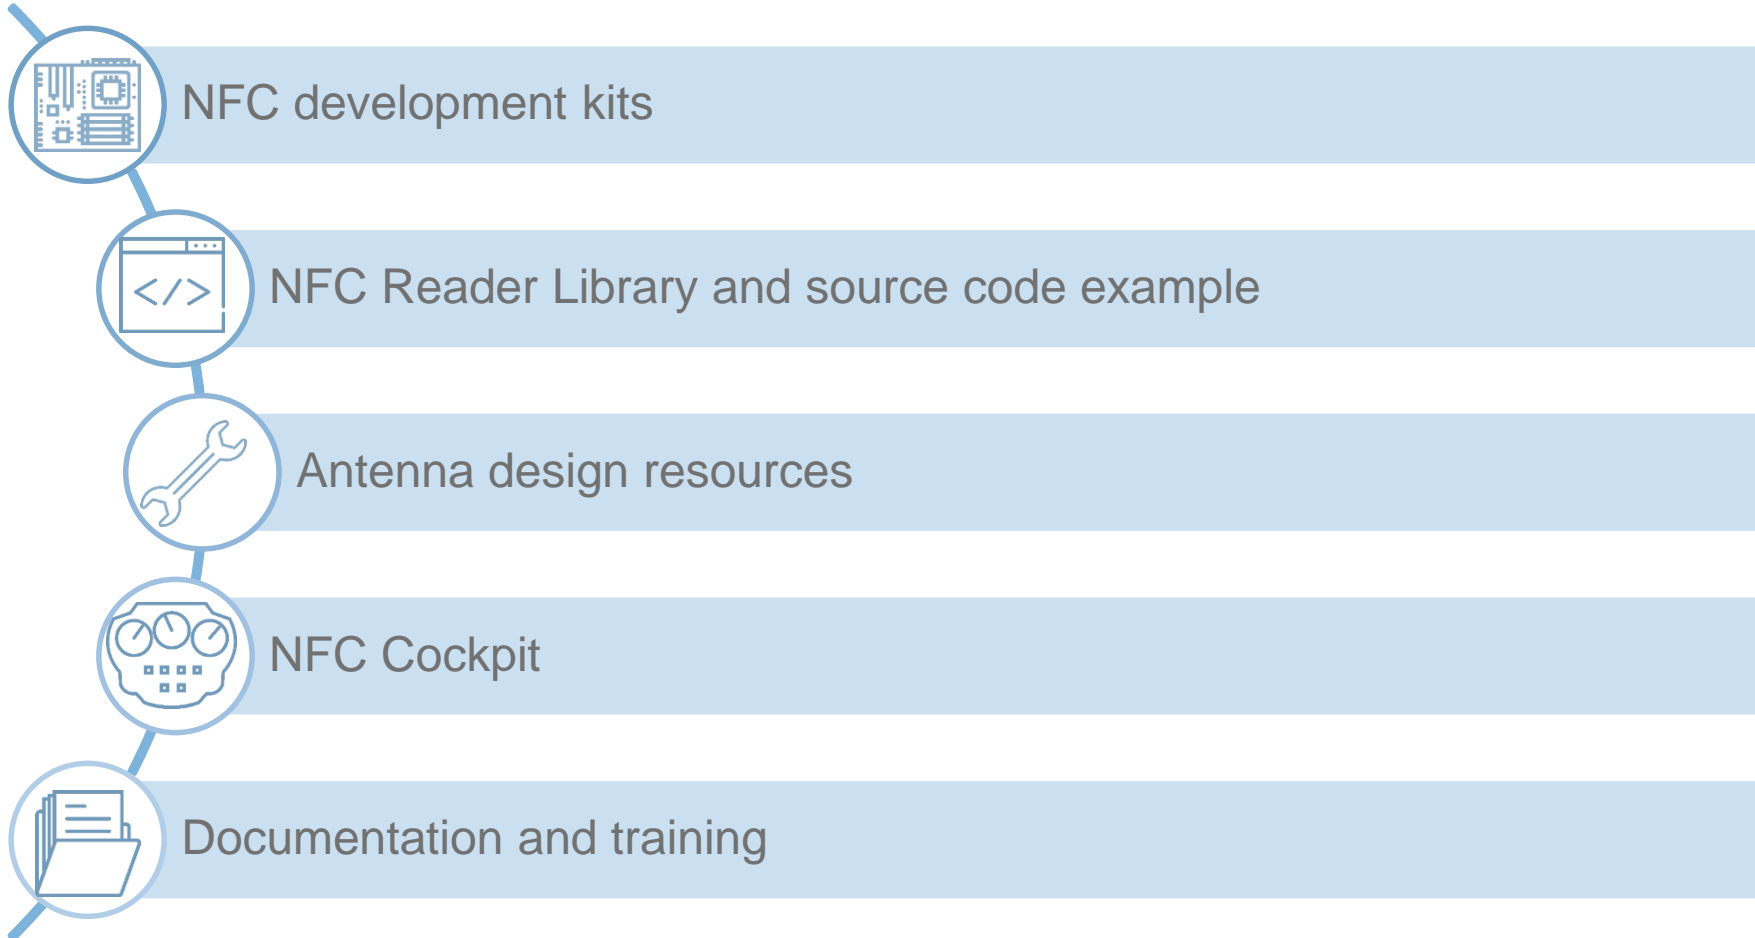 NFC development kits
NFC Reader Library and source code example
Antenna design resources
NFC Cockpit
Documentation and training